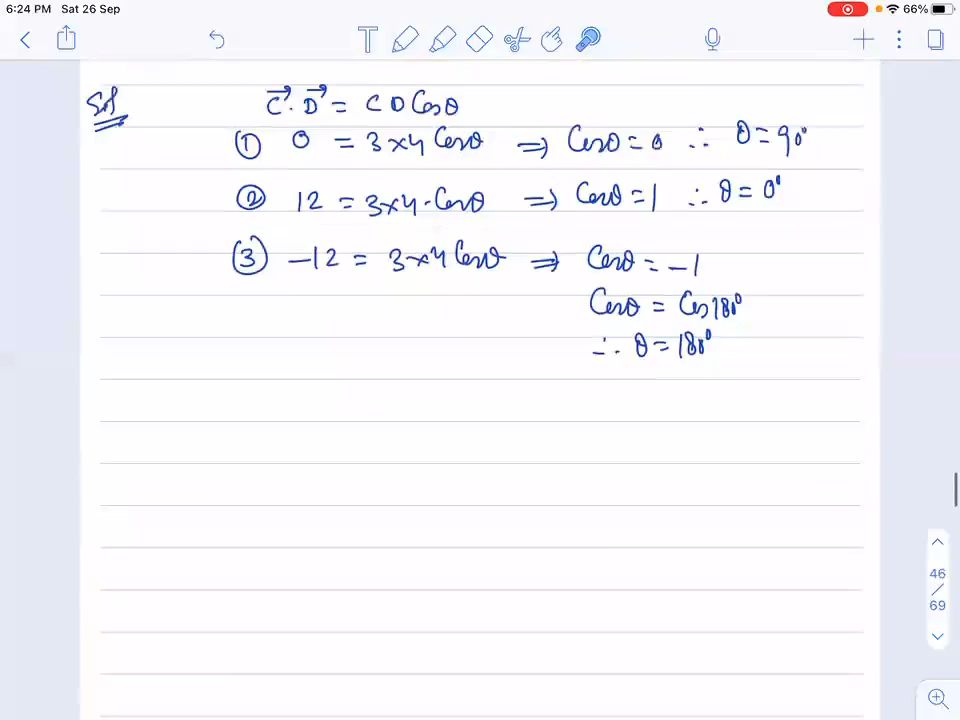 6:24 PM Sat 26 Sep 66%
T
Sol C⃗ · D⃗ = C D Cosθ
① 0 = 3×4 Cosθ ⇒ Cosθ = 0 ∴ θ = 90°
② 12 = 3×4·Cosθ ⇒ Cosθ = 1 ∴ θ = 0°
③ -12 = 3×4 Cosθ ⇒ Cosθ = -1
Cosθ = Cos180°
∴ θ = 180°
46
/
69